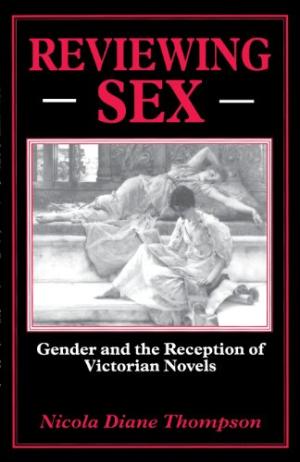 REVIEWING
— SEX —
Gender and the Reception of
Victorian Novels
Nicola Diane Thompson